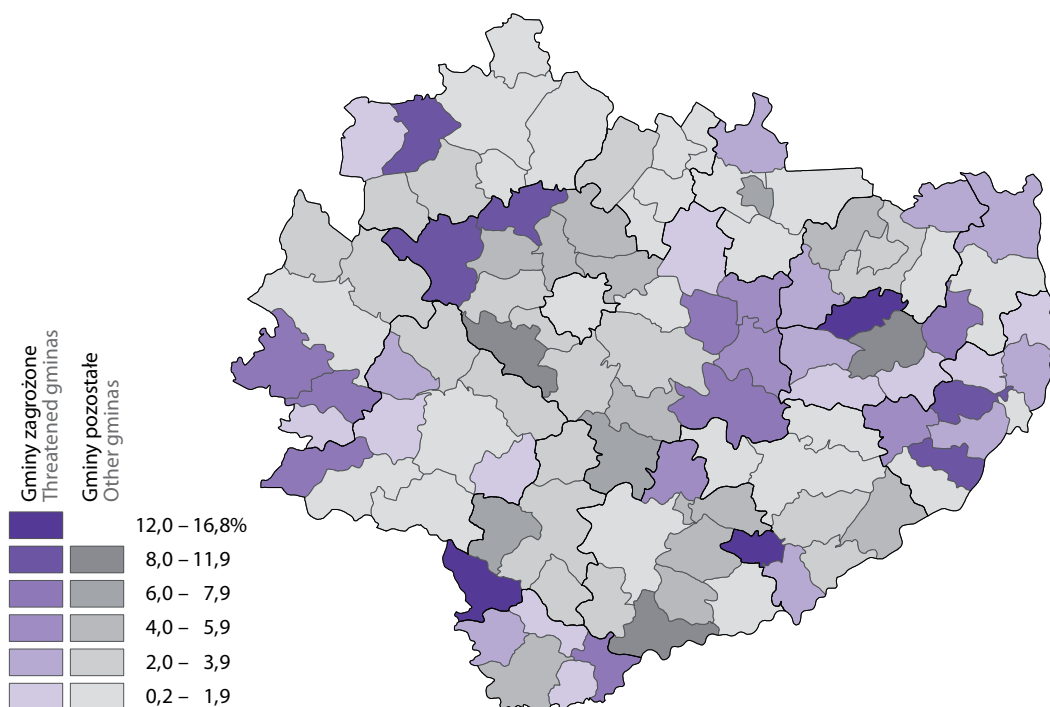 Gminy zagrożone
Threatened gminas
Gminy pozostałe
Other gminas
12,0 – 16,8%
8,0 – 11,9
6,0 – 7,9
4,0 – 5,9
2,0 – 3,9
0,2 – 1,9